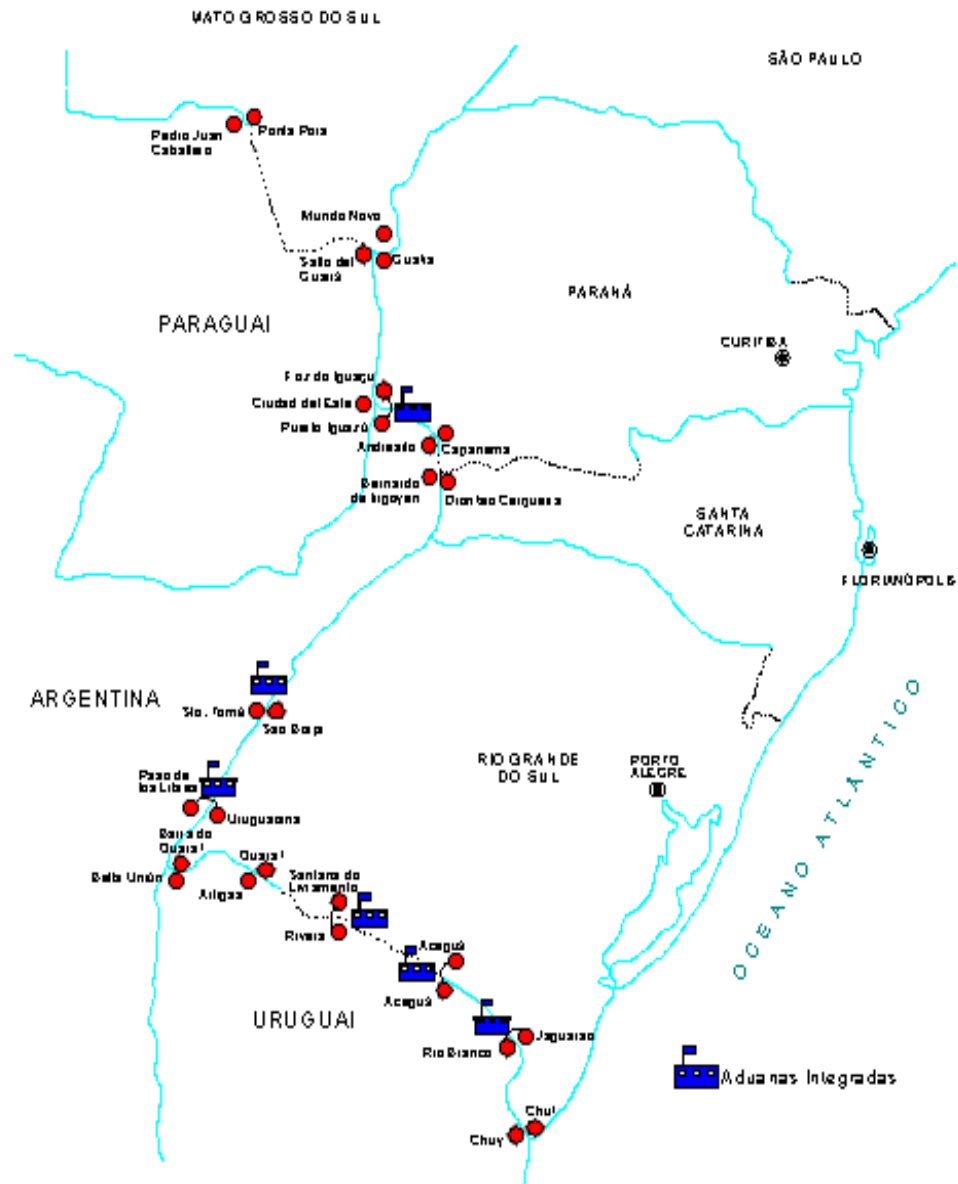 MATO GROSSO DO SUL
SÃO PAULO
Pedro Juan
Caballero
Ponta Pora
Mundo Novo
Salto del
Guairá
Guaíra
PARANÁ
PARAGUAI
CURITIBA
Foz do Iguaçu
Ciudad del Este
Puerto Iguazú
Andresito
Capanema
Bernardo
de Irigoyen
Dionísio Cerqueira
SANTA
CATARINA
FLORIANÓPOLIS
ARGENTINA
Sto. Tomé
São Borja
RIO GRANDE
DO SUL
PORTO
ALEGRE
OCEANO ATLÂNTICO
Paso de
los Libres
Uruguaiana
Barra do
Quaraí
Bella Unión
Quaraí
Artigas
Santana do
Livramento
Rivera
Aceguá
Aceguá
URUGUAI
Jaguarão
Rio Branco
Aduanas Integradas
Chuí
Chuy